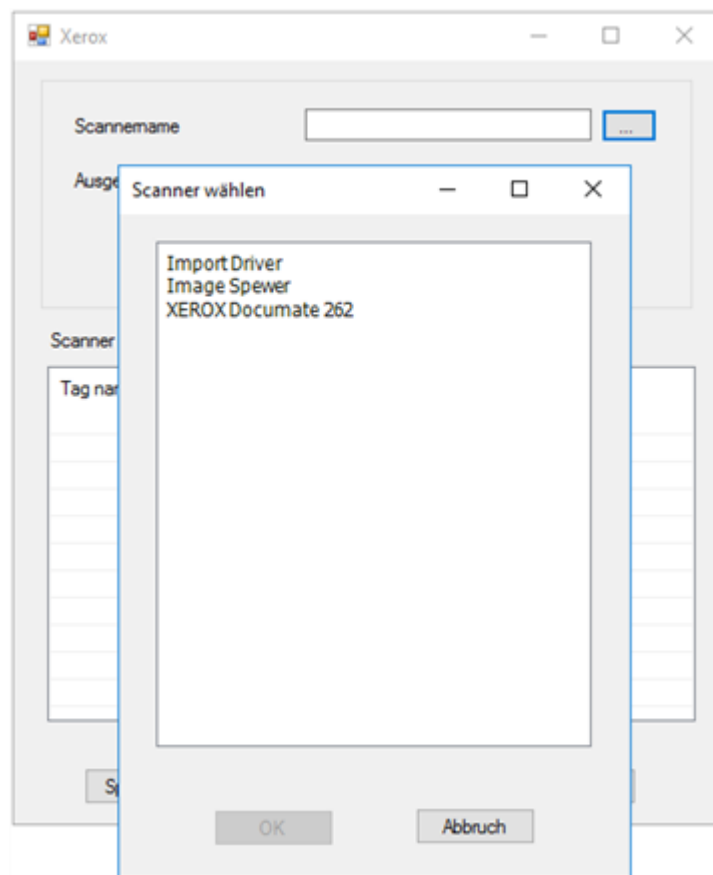 Xerox
Scannername
...
Ausge
Scanner wählen
Import Driver
Image Spewer
XEROX Documate 262
Scanner
Tag nar
Sp
OK
Abbruch